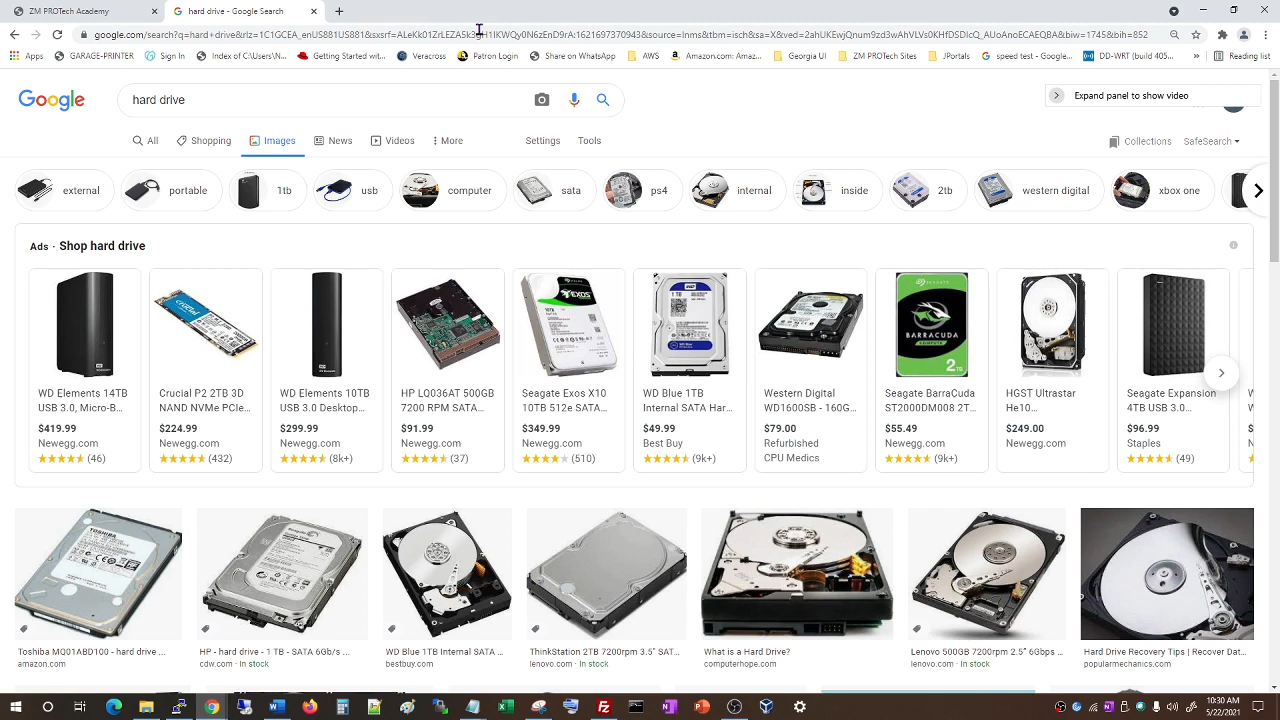 ZM PROTech Academy
hard drive - Google Search
google.com/search?q=hard+drive&rlz=1C1GCEA_enUS881US881&sxsrf=ALeKk01ZrLEZA5k3grl1IKWQy0N6zEnD9rA:1621697370943&source=lnms&tbm=isch&sa=X&ved=2ahUKEwjQnum9zd3wAhVLVs0KHfDSDIcQ_AUoAnoECAEQBA&biw=1745&bih=852
GARAGE-PRINTER
Sign In
Index of C:\Users\...
Getting Started
Veracross
Patron Login
Share on WhatsApp
AWS
Amazon.com: Amaz...
Georgia UI
ZM PROTech Sites
JPortals
speed test - Google...
DD-WRT (build 405...
»
Reading list
Google
hard drive
Expand panel to show video
All
Shopping
Images
News
Videos
More
Settings
Tools
Collections
SafeSearch
external
portable
1tb
usb
computer
sata
ps4
internal
inside
2tb
western digital
xbox one
Ads · Shop hard drive
WD Elements 14TB
USB 3.0, Micro-B...
$419.99
Newegg.com
(46)
Crucial P2 2TB 3D
NAND NVMe PCIe...
$224.99
Newegg.com
(432)
WD Elements 10TB
USB 3.0 Desktop...
$299.99
Newegg.com
(8k+)
HP LQ036AT 500GB
7200 RPM SATA...
$91.99
Newegg.com
(37)
Seagate Exos X10
10TB 512e SATA...
$349.99
Newegg.com
(510)
WD Blue 1TB
Internal SATA Har...
$49.99
Best Buy
(9k+)
Western Digital
WD1600SB - 160G...
$79.00
Refurbished
CPU Medics
Seagate BarraCuda
ST2000DM008 2T...
$55.49
Newegg.com
(9k+)
HGST Ultrastar
He10...
$249.00
Newegg.com
Seagate Expansion
4TB USB 3.0...
$96.99
Staples
(49)
Toshiba MQ01ABD100 - hard drive ...
amazon.com
HP - hard drive - 1 TB - SATA 6Gb/s ...
cdw.com · In stock
WD Blue 1TB Internal SATA ...
bestbuy.com
ThinkStation 2TB 7200rpm 3.5" SAT...
lenovo.com · In stock
What is a Hard Drive?
computerhope.com
Lenovo 500GB 7200rpm 2.5" 6Gbps ...
lenovo.com · In stock
Hard Drive Recovery Tips | Recover Dat...
popularmechanics.com
10:30 AM
5/22/2021